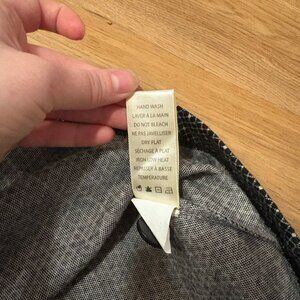 HAND WASH
LAVER À LA MAIN
DO NOT BLEACH
NE PAS JAVELLISER
DRY FLAT
SÉCHAGE À PLAT
IRON LOW HEAT
REPASSER À BASSE
TEMPÉRATURE